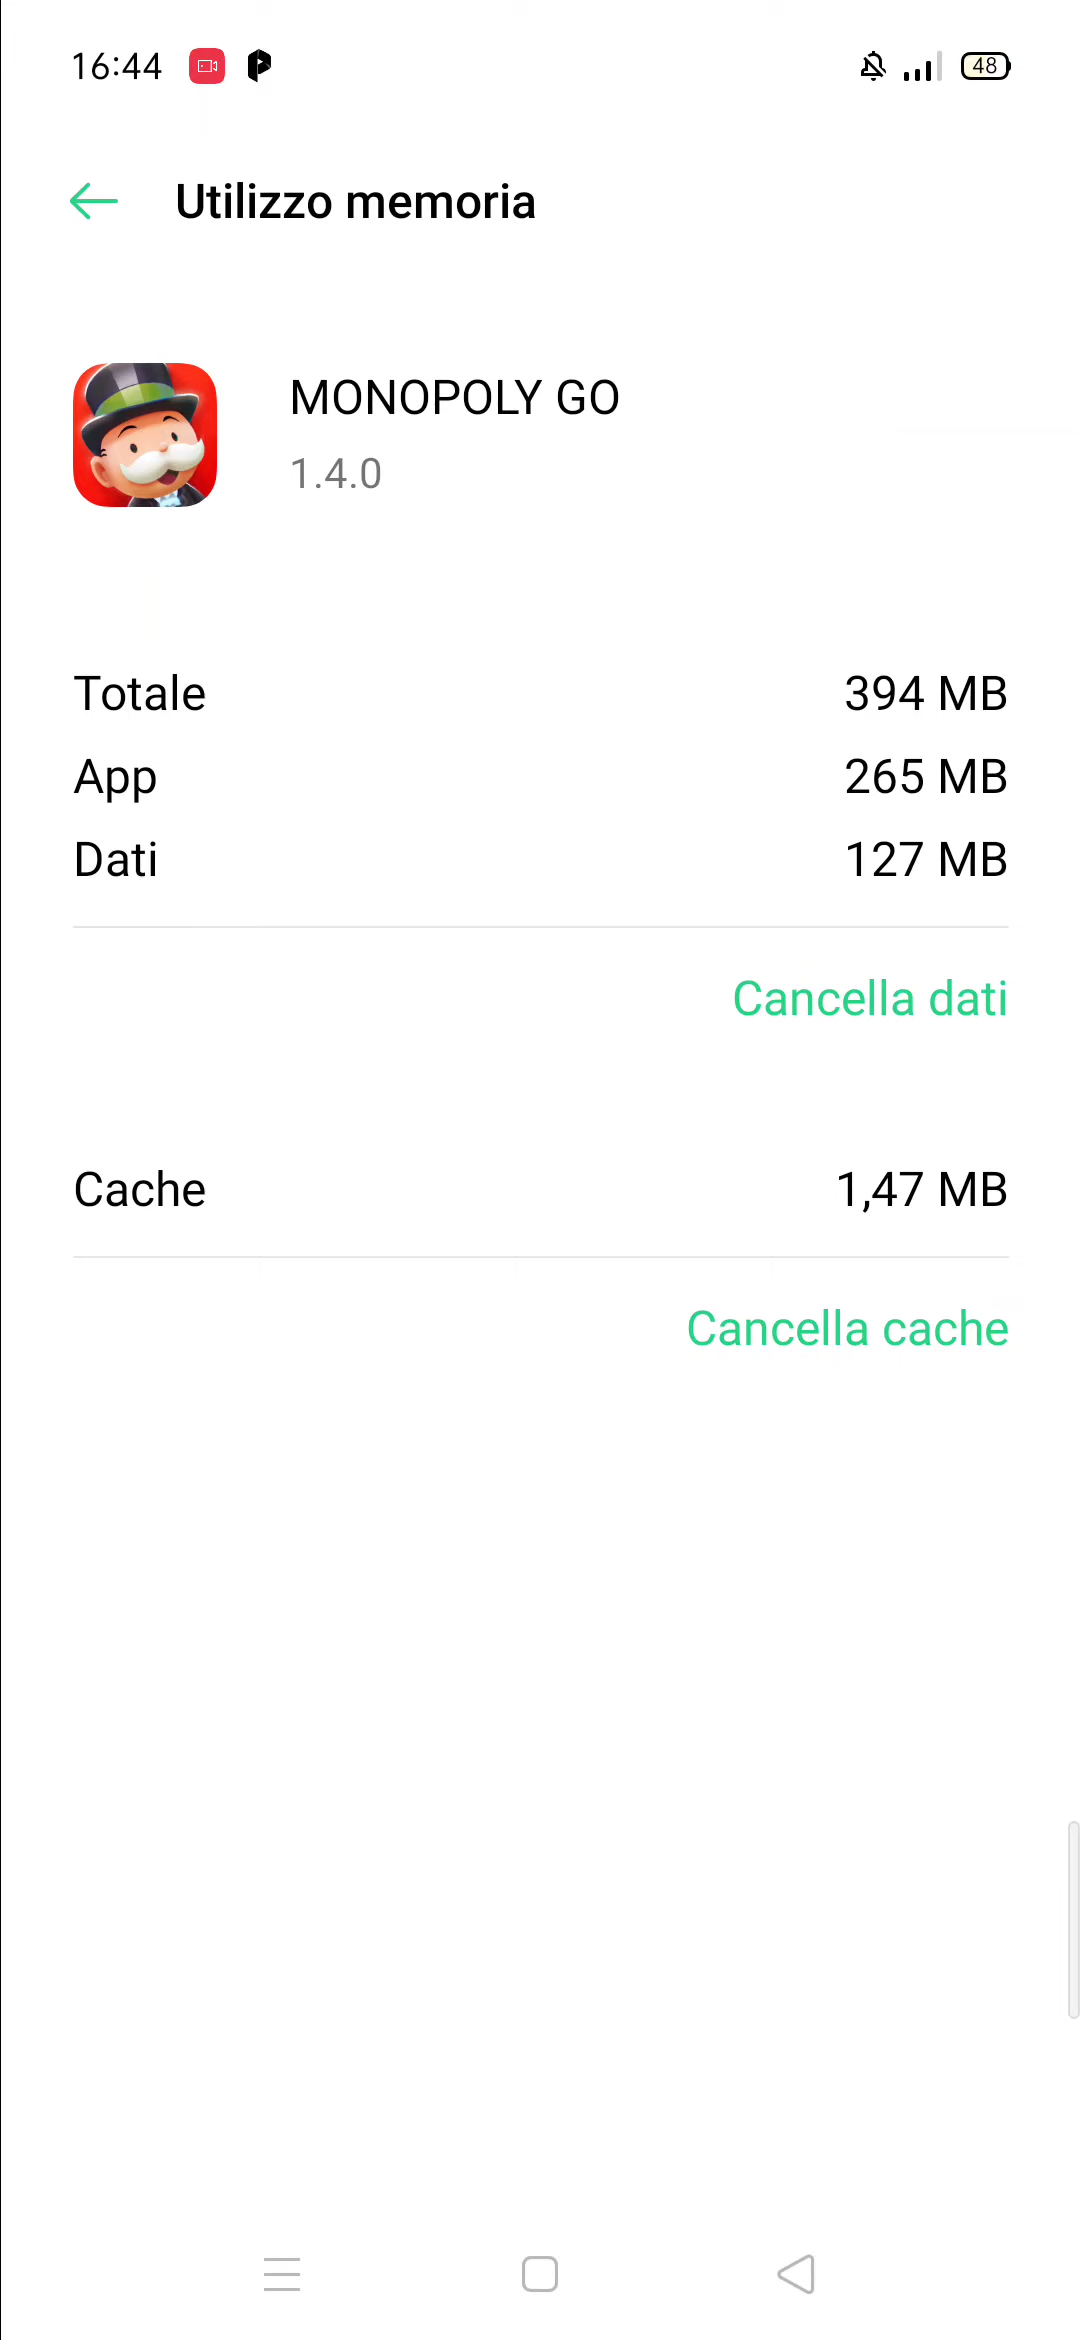 16:44
48
Utilizzo memoria
MONOPOLY GO
1.4.0
Totale 394 MB
App 265 MB
Dati 127 MB
Cancella dati
Cache 1,47 MB
Cancella cache